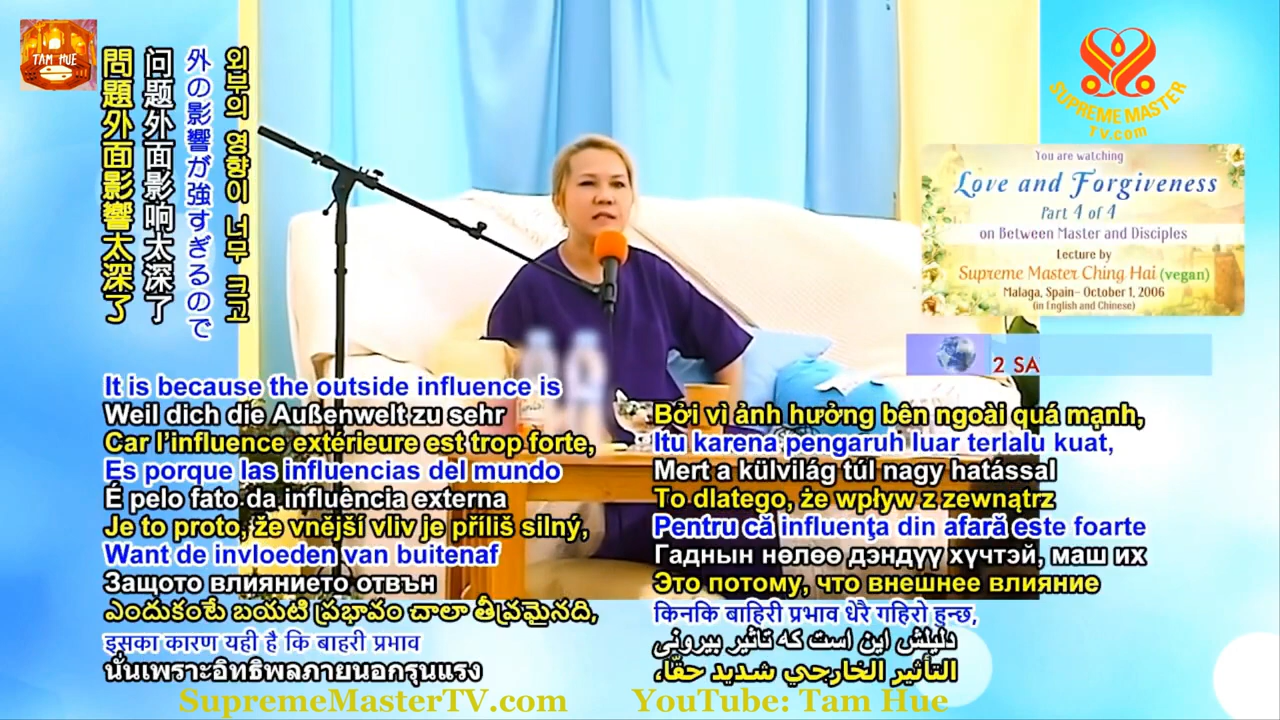 TAM HUE
問題外面影響太深了
问题外面影响太深了
外の影響が強すぎるので
외부의 영향이 너무 크고
SUPREME MASTER
TV.com
You are watching
Love and Forgiveness
Part 4 of 4
on Between Master and Disciples
Lecture by
Supreme Master Ching Hai (vegan)
Malaga, Spain– October 1, 2006
(in English and Chinese)
2 SA
It is because the outside influence is
Weil dich die Außenwelt zu sehr
Car l’influence extérieure est trop forte,
Es porque las influencias del mundo
É pelo fato da influência externa
Je to proto, že vnější vliv je příliš silný,
Want de invloeden van buitenaf
Защото влиянието отвън
ఎందుకంటే బయటి ప్రభావం చాలా తీవ్రమైనది,
इसका कारण यही है कि बाहरी प्रभाव
นั่นเพราะอิทธิพลภายนอกรุนแรง
Bởi vì ảnh hưởng bên ngoài quá mạnh,
Itu karena pengaruh luar terlalu kuat,
Mert a külvilág túl nagy hatással
To dlatego, że wpływ z zewnątrz
Pentru că influenţa din afară este foarte
Гаднын нөлөө дэндүү хүчтэй, маш их
Это потому, что внешнее влияние
किनकि बाहिरी प्रभाव धेरै गहिरो हुन्छ,
دلیلش این است که تاثیر بیرونی
التأثير الخارجي شديد حقًا،
SupremeMasterTV.com
YouTube: Tam Hue